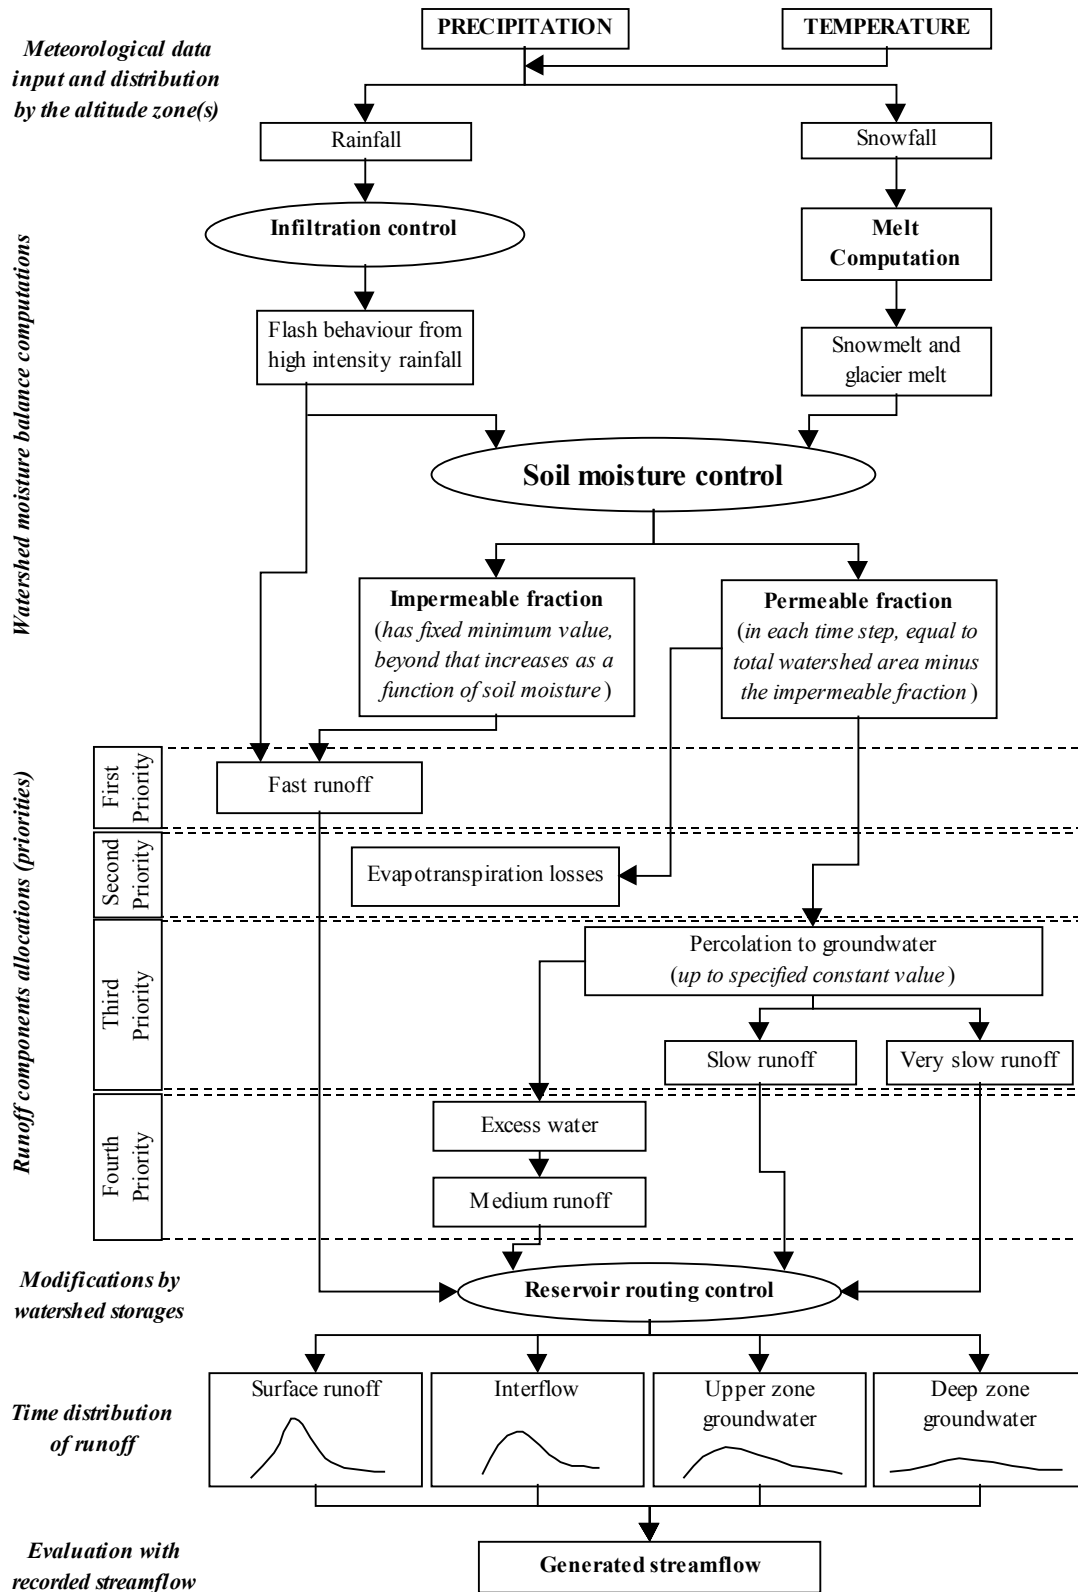 PRECIPITATION
TEMPERATURE
Meteorological data
input and distribution
by the altitude zone(s)
Rainfall
Snowfall
Infiltration control
Melt
Computation
Watershed moisture balance computations
Flash behaviour from
high intensity rainfall
Snowmelt and
glacier melt
Soil moisture control
Impermeable fraction
(has fixed minimum value,
beyond that increases as a
function of soil moisture)
Permeable fraction
(in each time step, equal to
total watershed area minus
the impermeable fraction)
Runoff components allocations (priorities)
First
Priority
Fast runoff
Second
Priority
Evapotranspiration losses
Third
Priority
Percolation to groundwater
(up to specified constant value)
Slow runoff
Very slow runoff
Fourth
Priority
Excess water
Medium runoff
Modifications by
watershed storages
Reservoir routing control
Time distribution
of runoff
Surface runoff
Interflow
Upper zone
groundwater
Deep zone
groundwater
Evaluation with
recorded streamflow
Generated streamflow